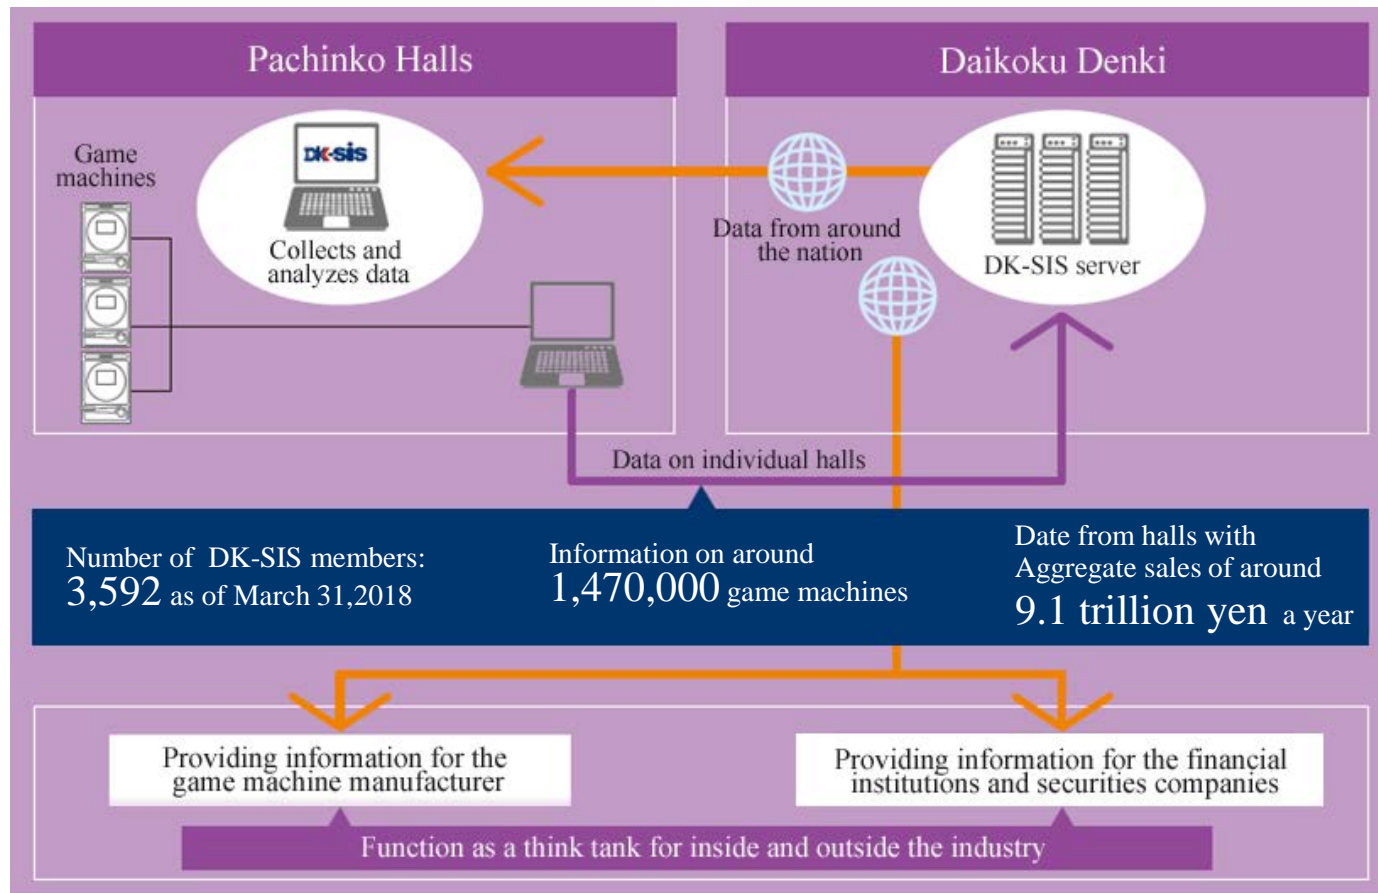 Pachinko Halls
Daikoku Denki
Game
machines
DK-SIS
Collects and
analyzes data
Data from around
the nation
DK-SIS server
Data on individual halls
Number of DK-SIS members:
3,592 as of March 31,2018
Information on around
1,470,000 game machines
Date from halls with
Aggregate sales of around
9.1 trillion yen a year
Providing information for the
game machine manufacturer
Providing information for the financial
institutions and securities companies
Function as a think tank for inside and outside the industry